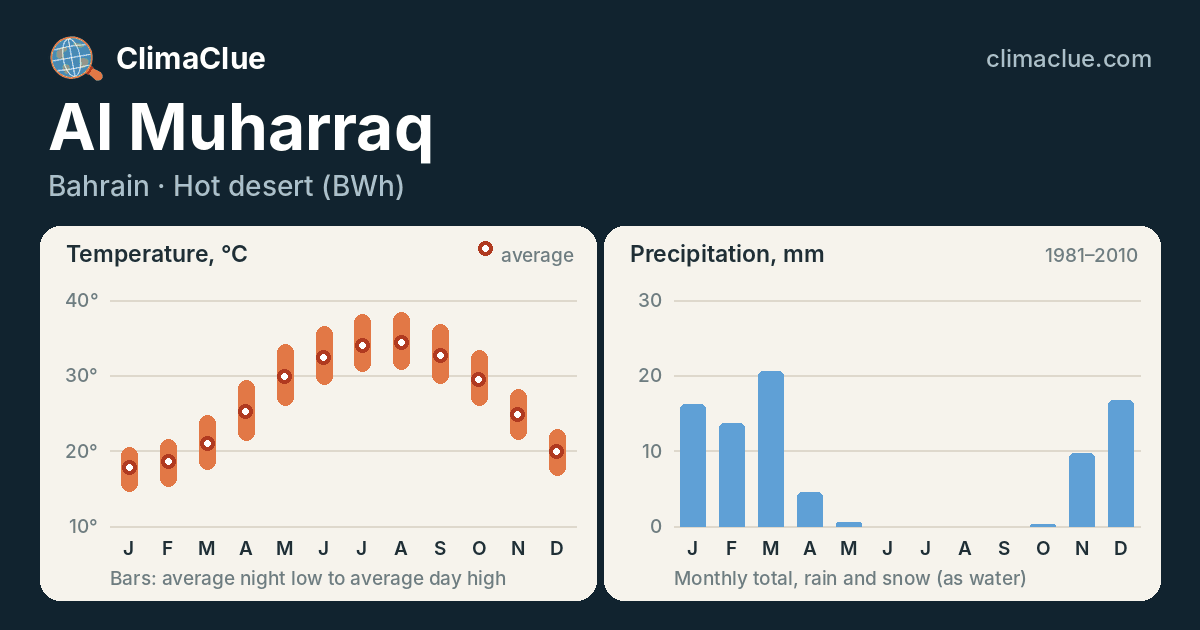 ClimaClue
climaclue.com
Al Muharraq
Bahrain · Hot desert (BWh)
Temperature, °C
average
40°
30°
20°
10°
J F M A M J J A S O N D
Bars: average night low to average day high
Precipitation, mm
1981–2010
30
20
10
0
J F M A M J J A S O N D
Monthly total, rain and snow (as water)